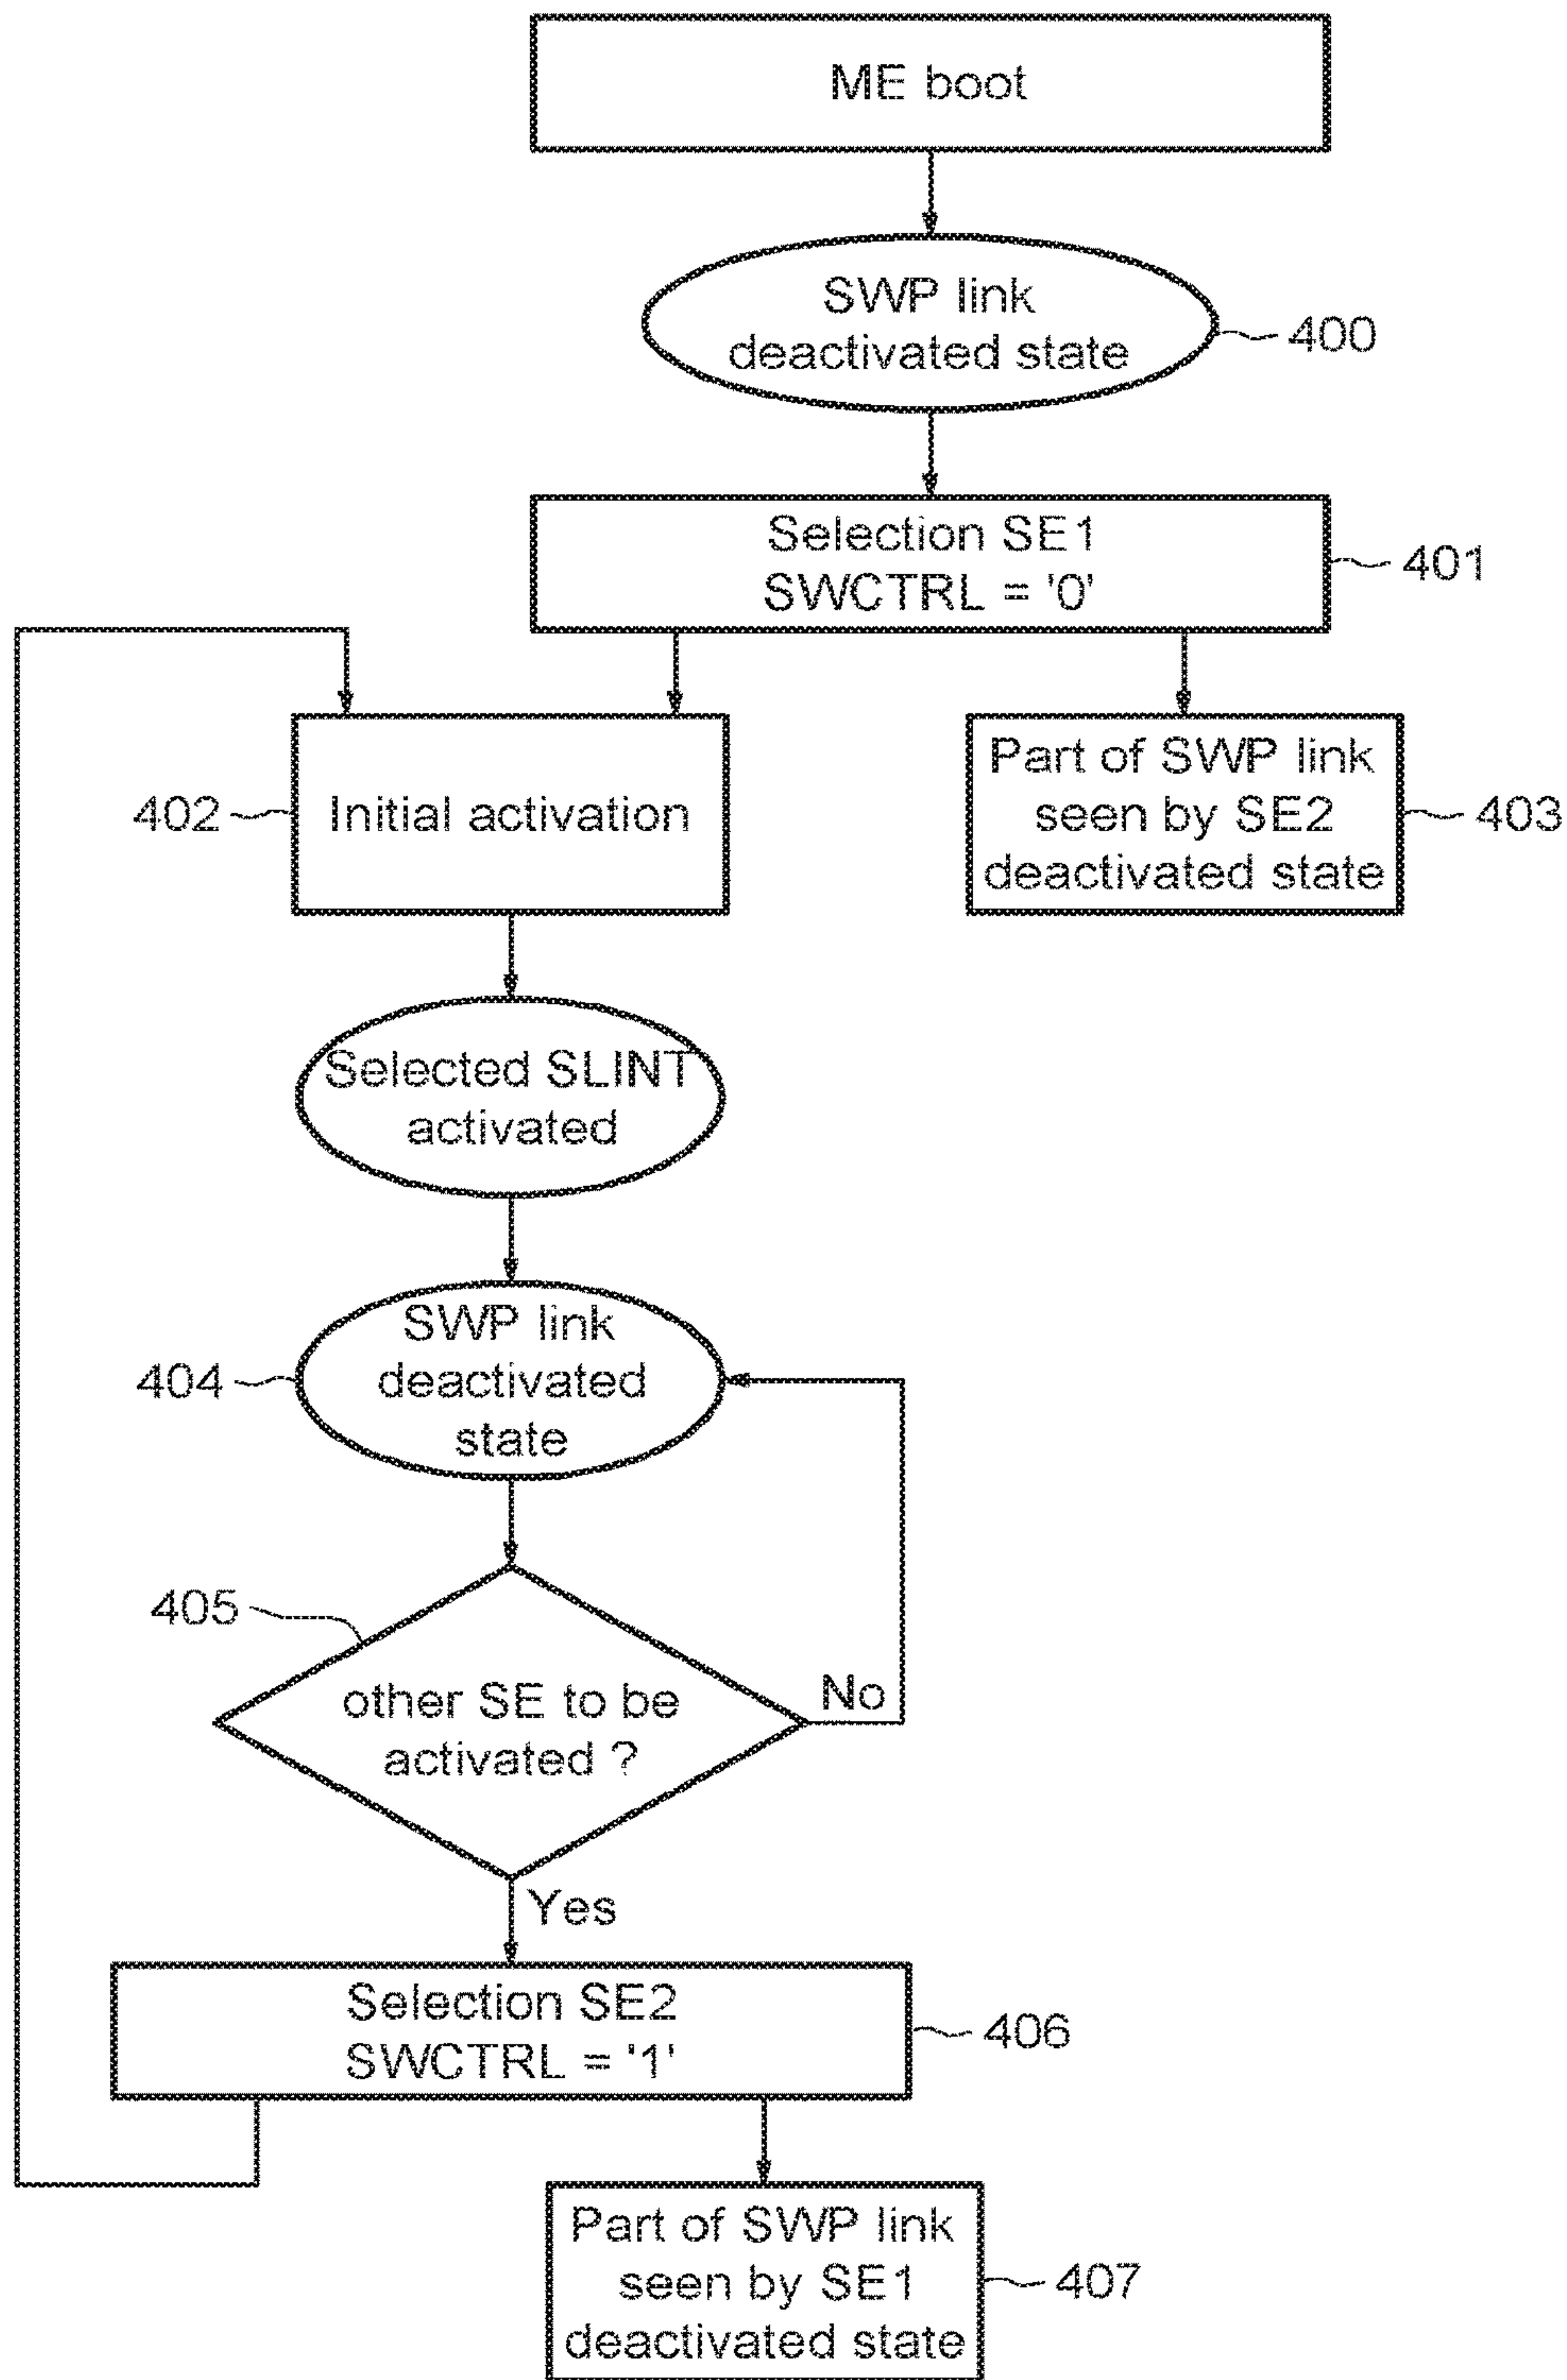 ME boot
SWP link
deactivated state
400
Selection SE1
SWCTRL = '0'
401
402
Initial activation
Part of SWP link
seen by SE2
deactivated state
403
Selected SLINT
activated
404
SWP link
deactivated
state
405
other SE to be
activated ?
No
Yes
Selection SE2
SWCTRL = '1'
406
Part of SWP link
seen by SE1
deactivated state
407